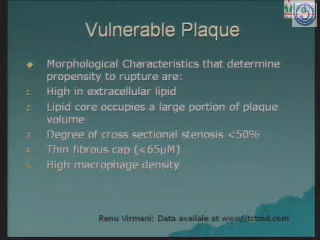 Vulnerable Plaque
Morphological Characteristics that determine
propensity to rupture are:
1. High in extracellular lipid
2. Lipid core occupies a large portion of plaque
volume
3. Degree of cross sectional stenosis <50%
4. Thin fibrous cap (<65µM)
5. High macrophage density
Renu Virmani: Data availale at www//tctmd.com